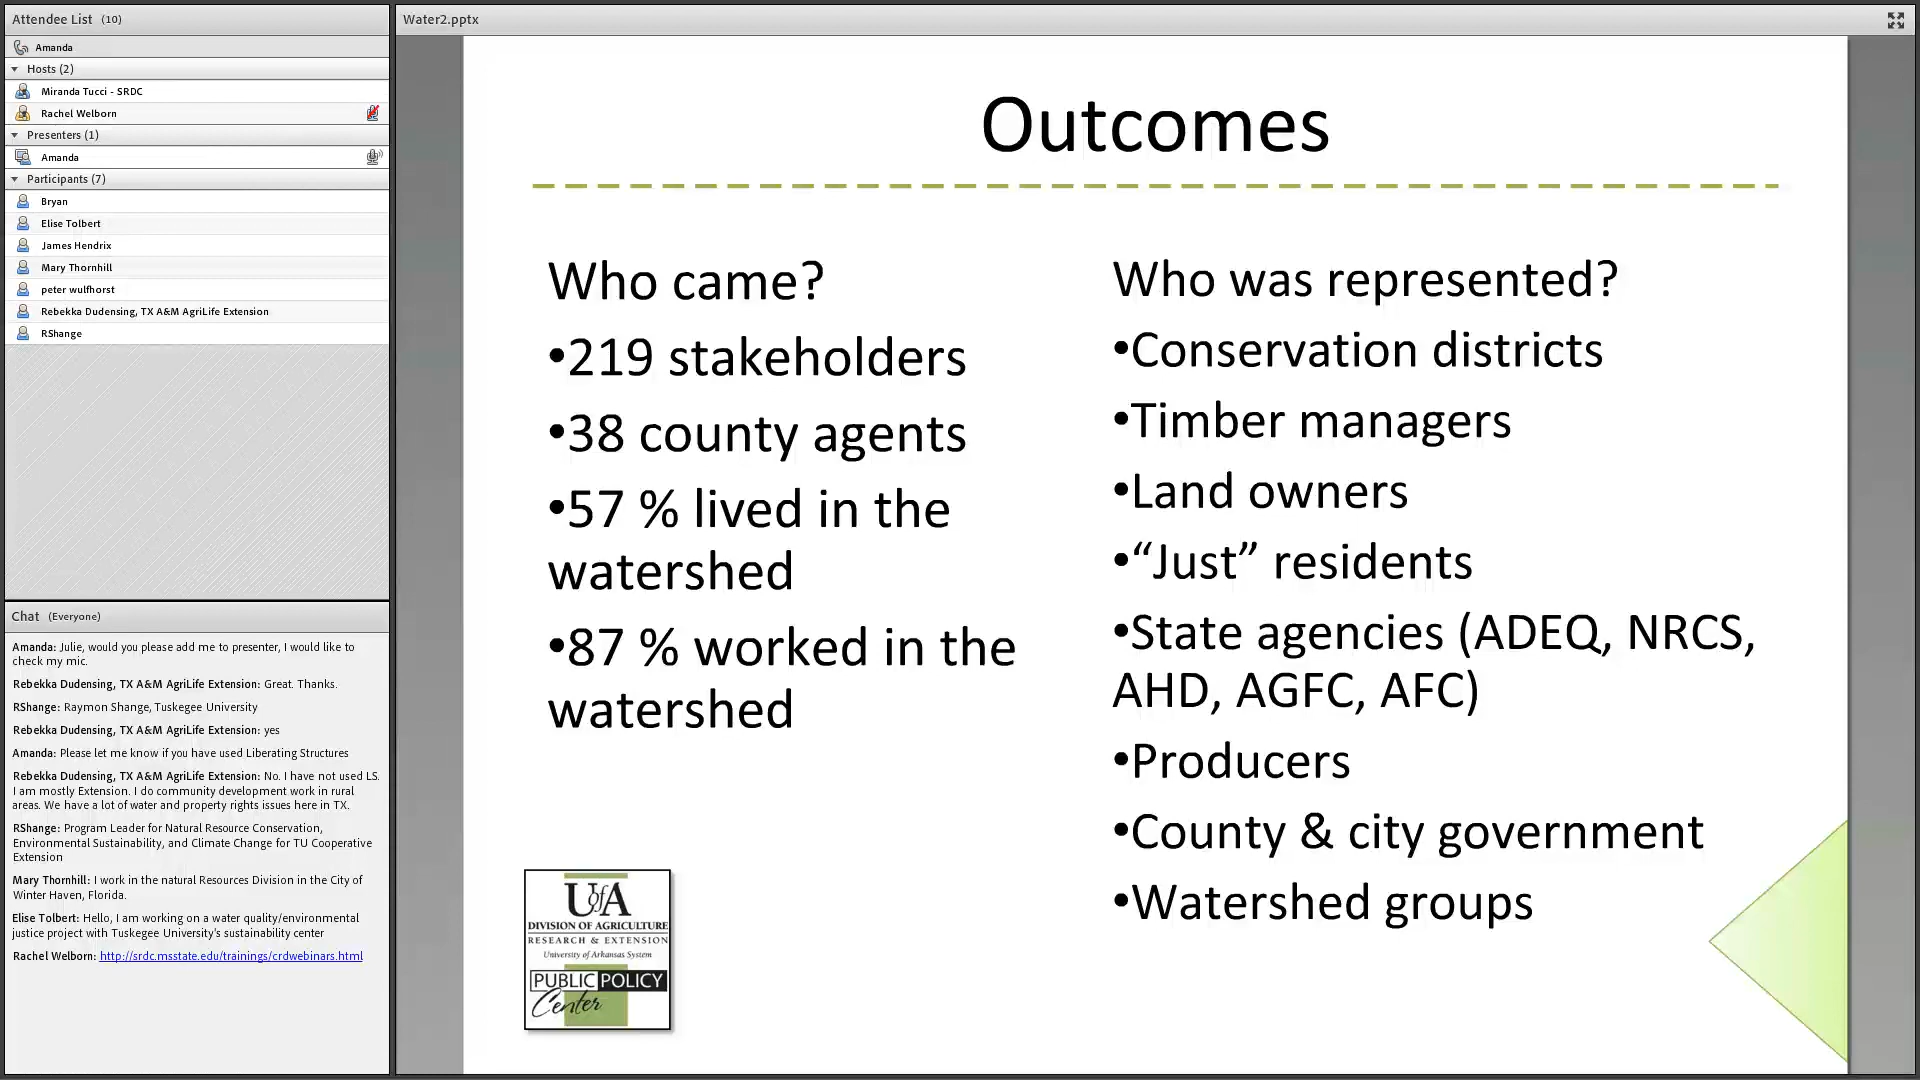 Attendee List (10)
Amanda
Hosts (2)
Miranda Tucci - SRDC
Rachel Welborn
Presenters (1)
Amanda
Participants (7)
Bryan
Elise Tolbert
James Hendrix
Mary Thornhill
peter wulfhorst
Rebekka Dudensing, TX A&M AgriLife Extension
RShange
Chat (Everyone)
Amanda: Julie, would you please add me to presenter, I would like to
check my mic.
Rebekka Dudensing, TX A&M AgriLife Extension: Great. Thanks.
RShange: Raymon Shange, Tuskegee University
Rebekka Dudensing, TX A&M AgriLife Extension: yes
Amanda: Please let me know if you have used Liberating Structures
Rebekka Dudensing, TX A&M AgriLife Extension: No. I have not used LS.
I am mostly Extension. I do community development work in rural
areas. We have a lot of water and property rights issues here in TX.
RShange: Program Leader for Natural Resource Conservation,
Environmental Sustainability, and Climate Change for TU Cooperative
Extension
Mary Thornhill: I work in the natural Resources Division in the City of
Winter Haven, Florida.
Elise Tolbert: Hello, I am working on a water quality/environmental
justice project with Tuskegee University's sustainability center
Rachel Welborn: http://srdc.msstate.edu/trainings/crdwebinars.html
Water2.pptx
Outcomes
Who came?
•219 stakeholders
•38 county agents
•57 % lived in the
watershed
•87 % worked in the
watershed
Who was represented?
•Conservation districts
•Timber managers
•Land owners
•“Just” residents
•State agencies (ADEQ, NRCS,
AHD, AGFC, AFC)
•Producers
•County & city government
•Watershed groups
UofA
DIVISION OF AGRICULTURE
RESEARCH & EXTENSION
University of Arkansas System
PUBLIC POLICY
Center